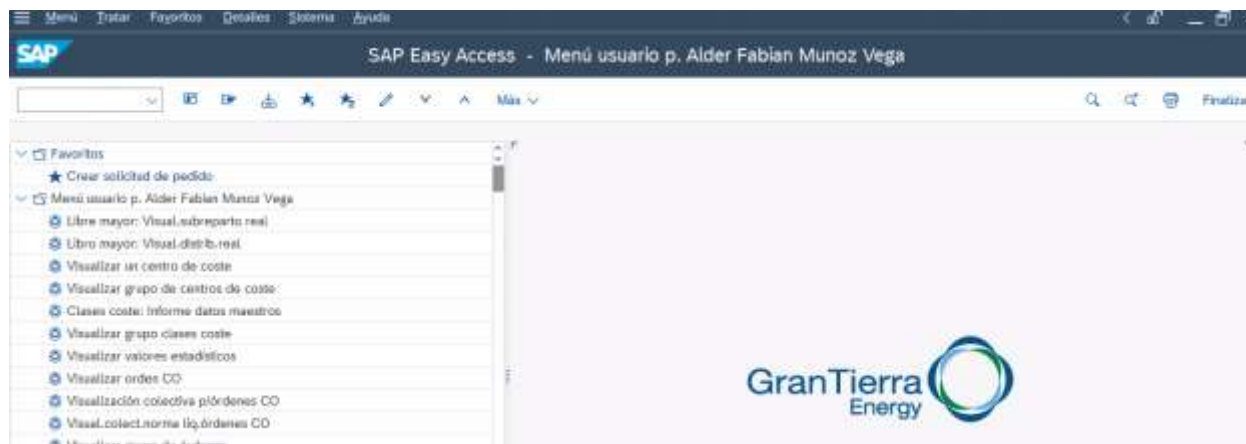 Menú Tratar Favoritos Detalles Sistema Ayuda
SAP
SAP Easy Access - Menú usuario p. Alder Fabian Munoz Vega
Más
Finaliza
Favoritos
Crear solicitud de pedido
Menú usuario p. Alder Fabian Munoz Vega
Libro mayor: Visual.subreparto real
Libro mayor: Visual.distrib.real
Visualizar un centro de coste
Visualizar grupo de centros de coste
Clases coste: Informe datos maestros
Visualizar grupo clases coste
Visualizar valores estadísticos
Visualizar orden CO
Visualización colectiva p/órdenes CO
Visual.colect.norma liq.órdenes CO
GranTierra
Energy